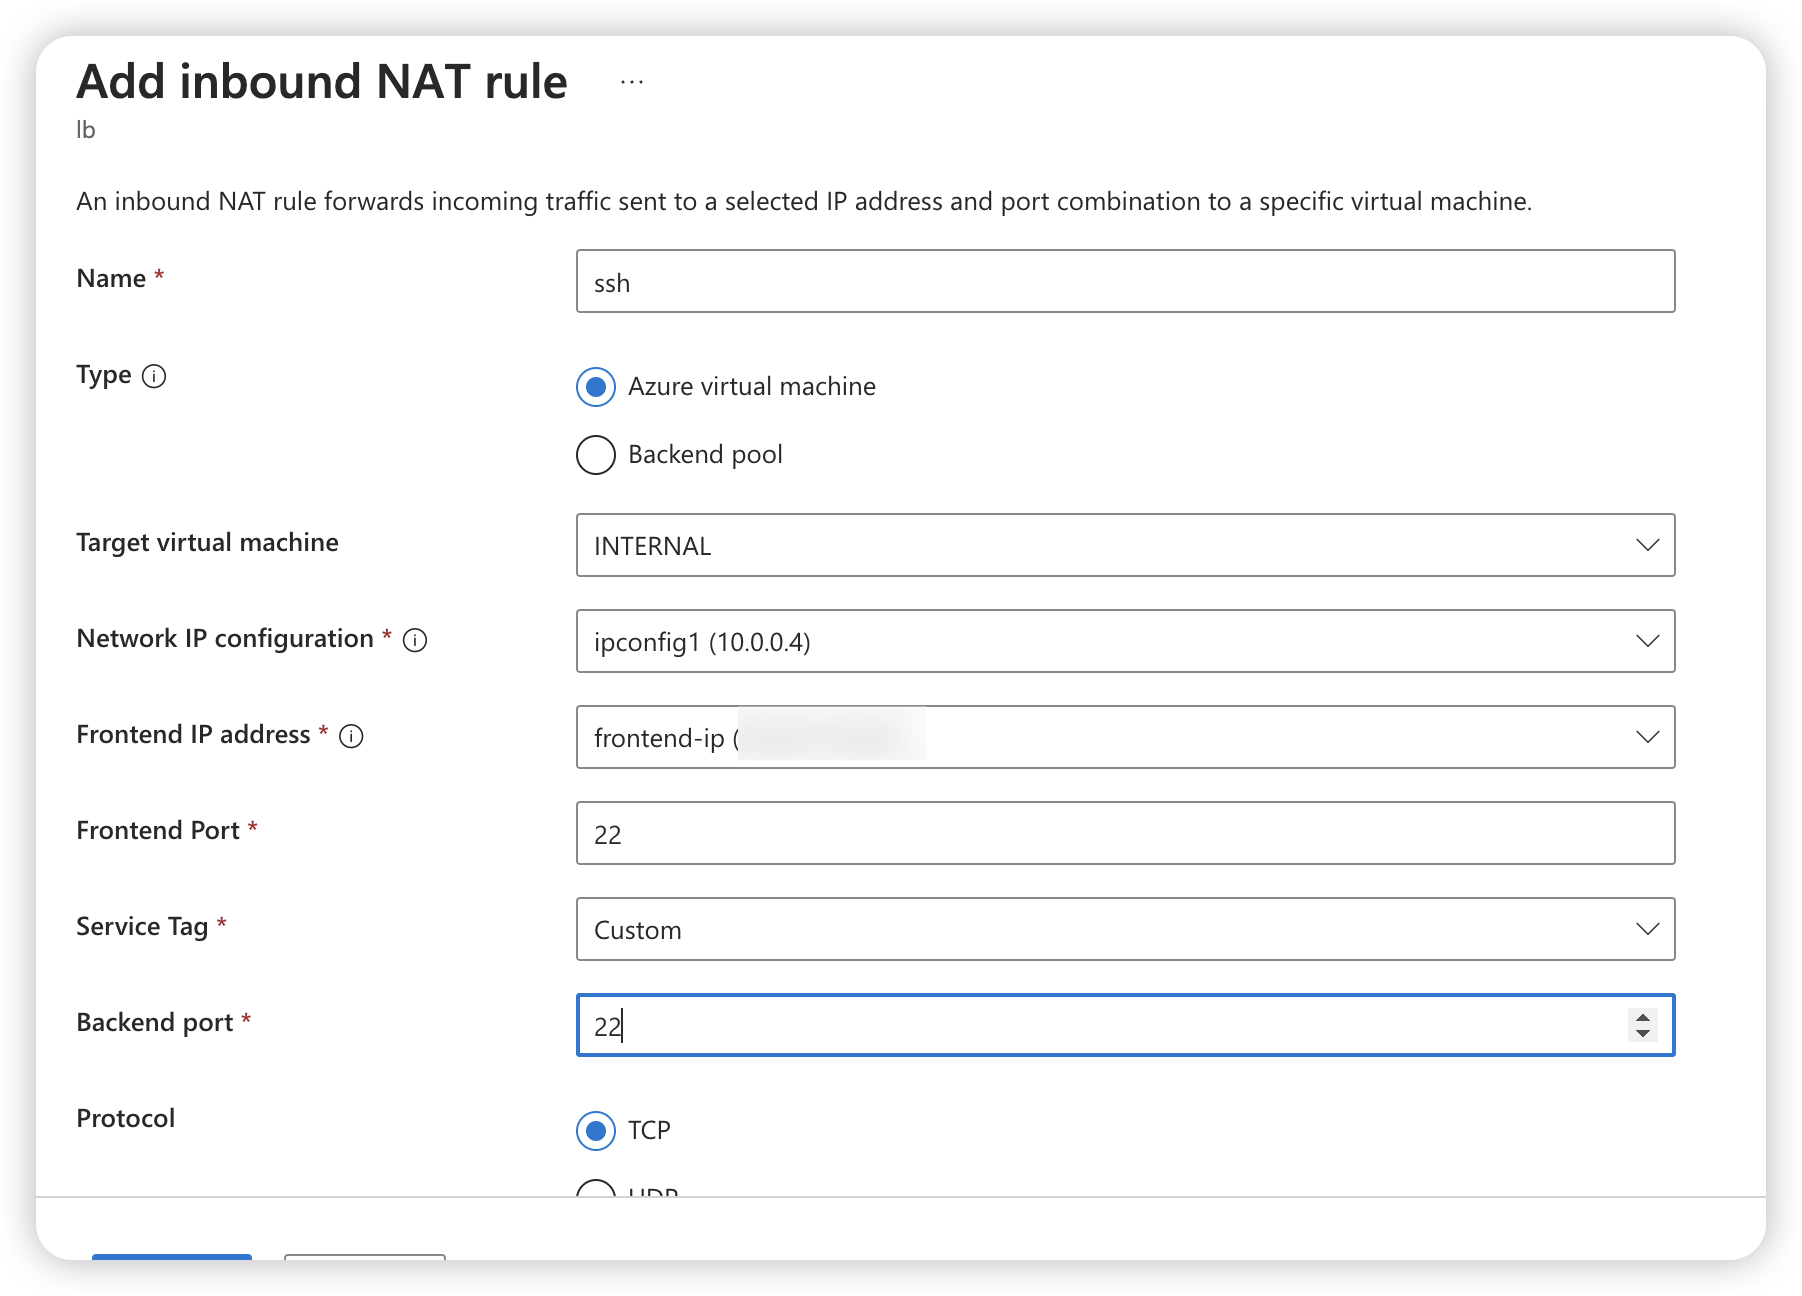 Add inbound NAT rule ...
lb
An inbound NAT rule forwards incoming traffic sent to a selected IP address and port combination to a specific virtual machine.
Name *
ssh
Type
Azure virtual machine
Backend pool
Target virtual machine
INTERNAL
Network IP configuration *
ipconfig1 (10.0.0.4)
Frontend IP address *
frontend-ip (
Frontend Port *
22
Service Tag *
Custom
Backend port *
22
Protocol
TCP
UDP